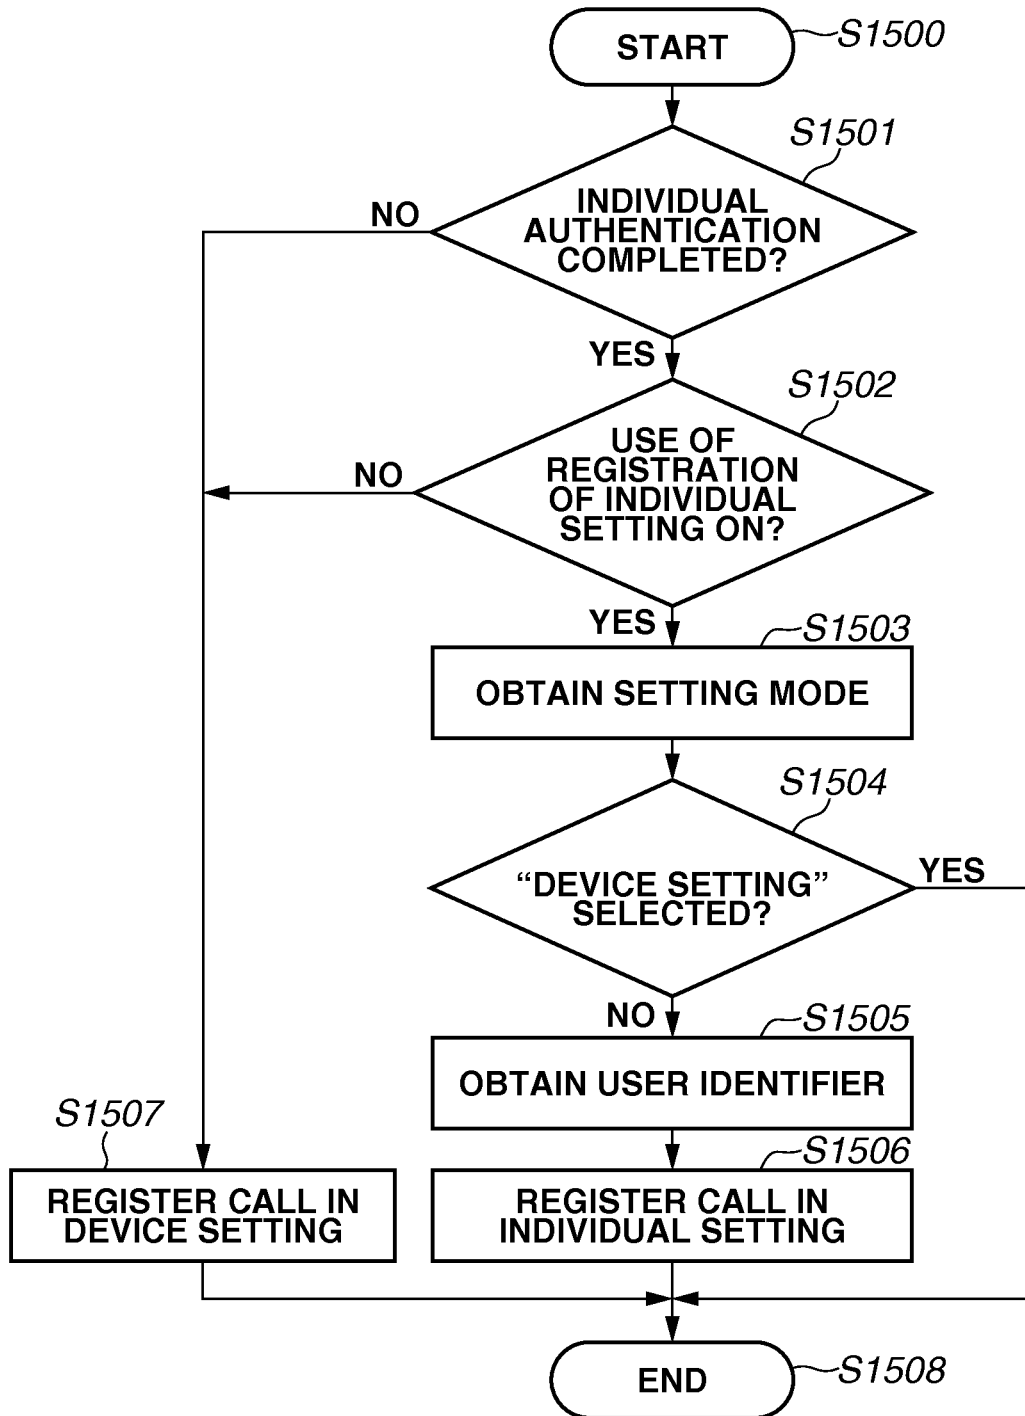 START
S1500
S1501
INDIVIDUAL
AUTHENTICATION
COMPLETED?
NO
YES
S1502
USE OF
REGISTRATION
OF INDIVIDUAL
SETTING ON?
NO
YES
S1503
OBTAIN SETTING MODE
S1504
“DEVICE SETTING”
SELECTED?
YES
NO
S1505
OBTAIN USER IDENTIFIER
S1507
REGISTER CALL IN
DEVICE SETTING
S1506
REGISTER CALL IN
INDIVIDUAL SETTING
END
S1508